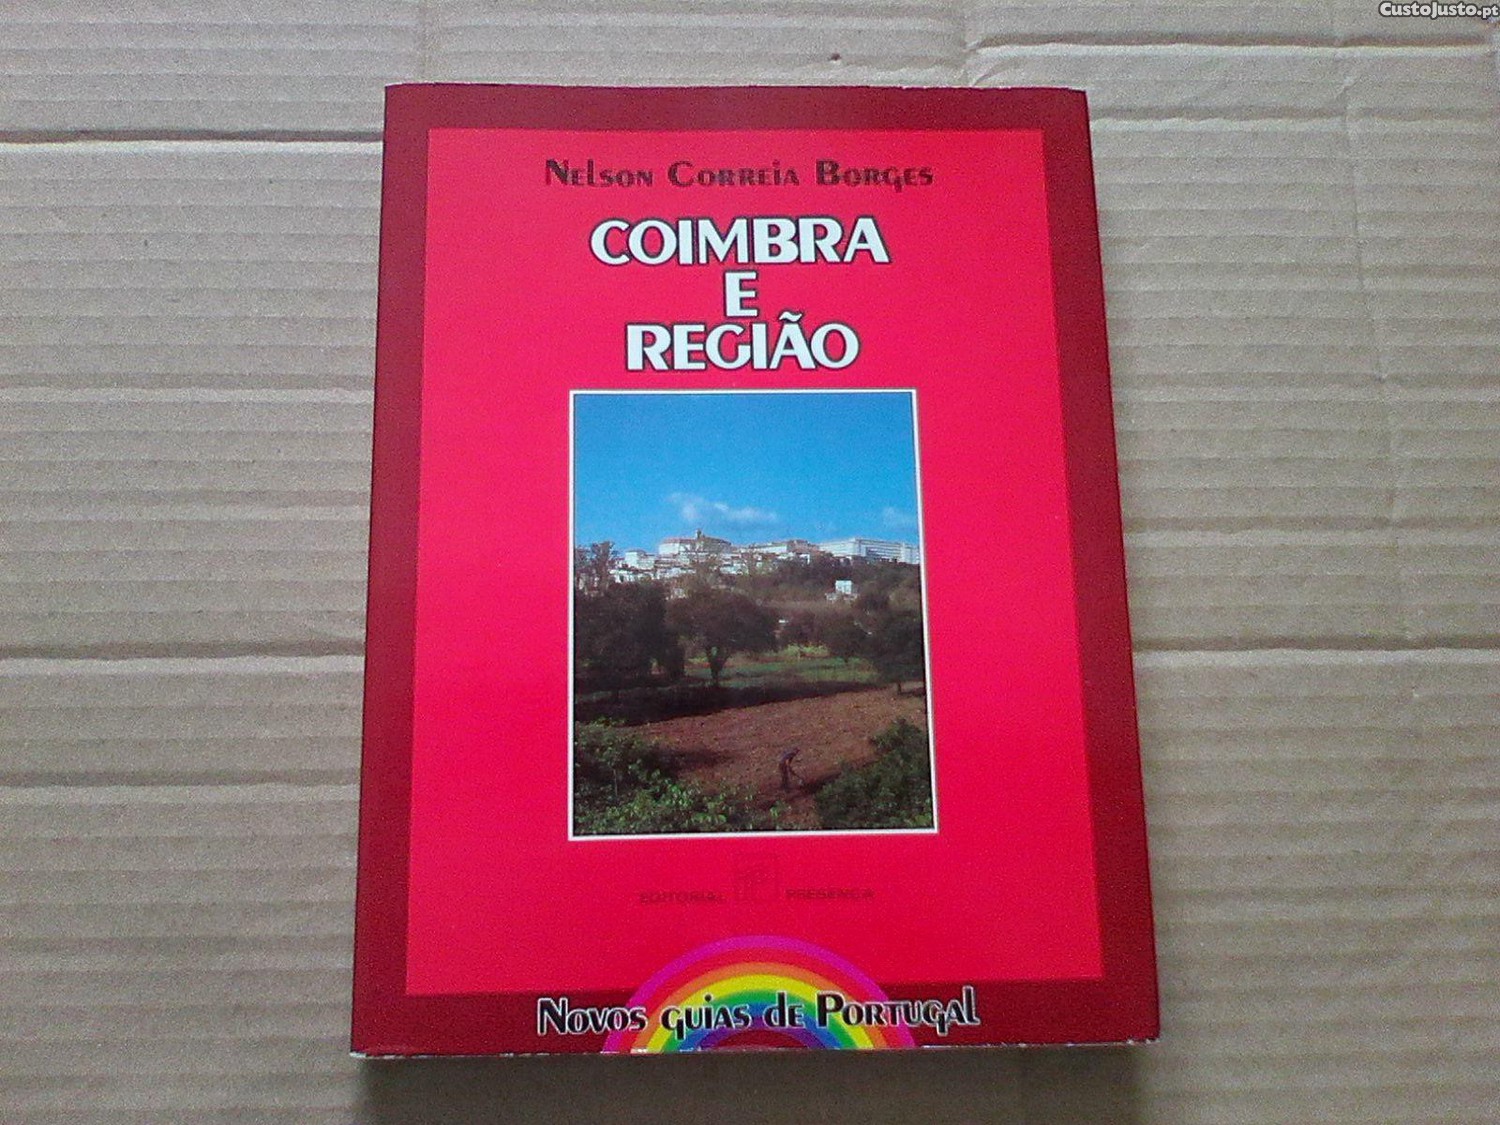 CustoJusto.pt
Nelson Correia Borges
COIMBRA
E
REGIÃO
EDITORIAL PRESENÇA
Novos guias de Portugal